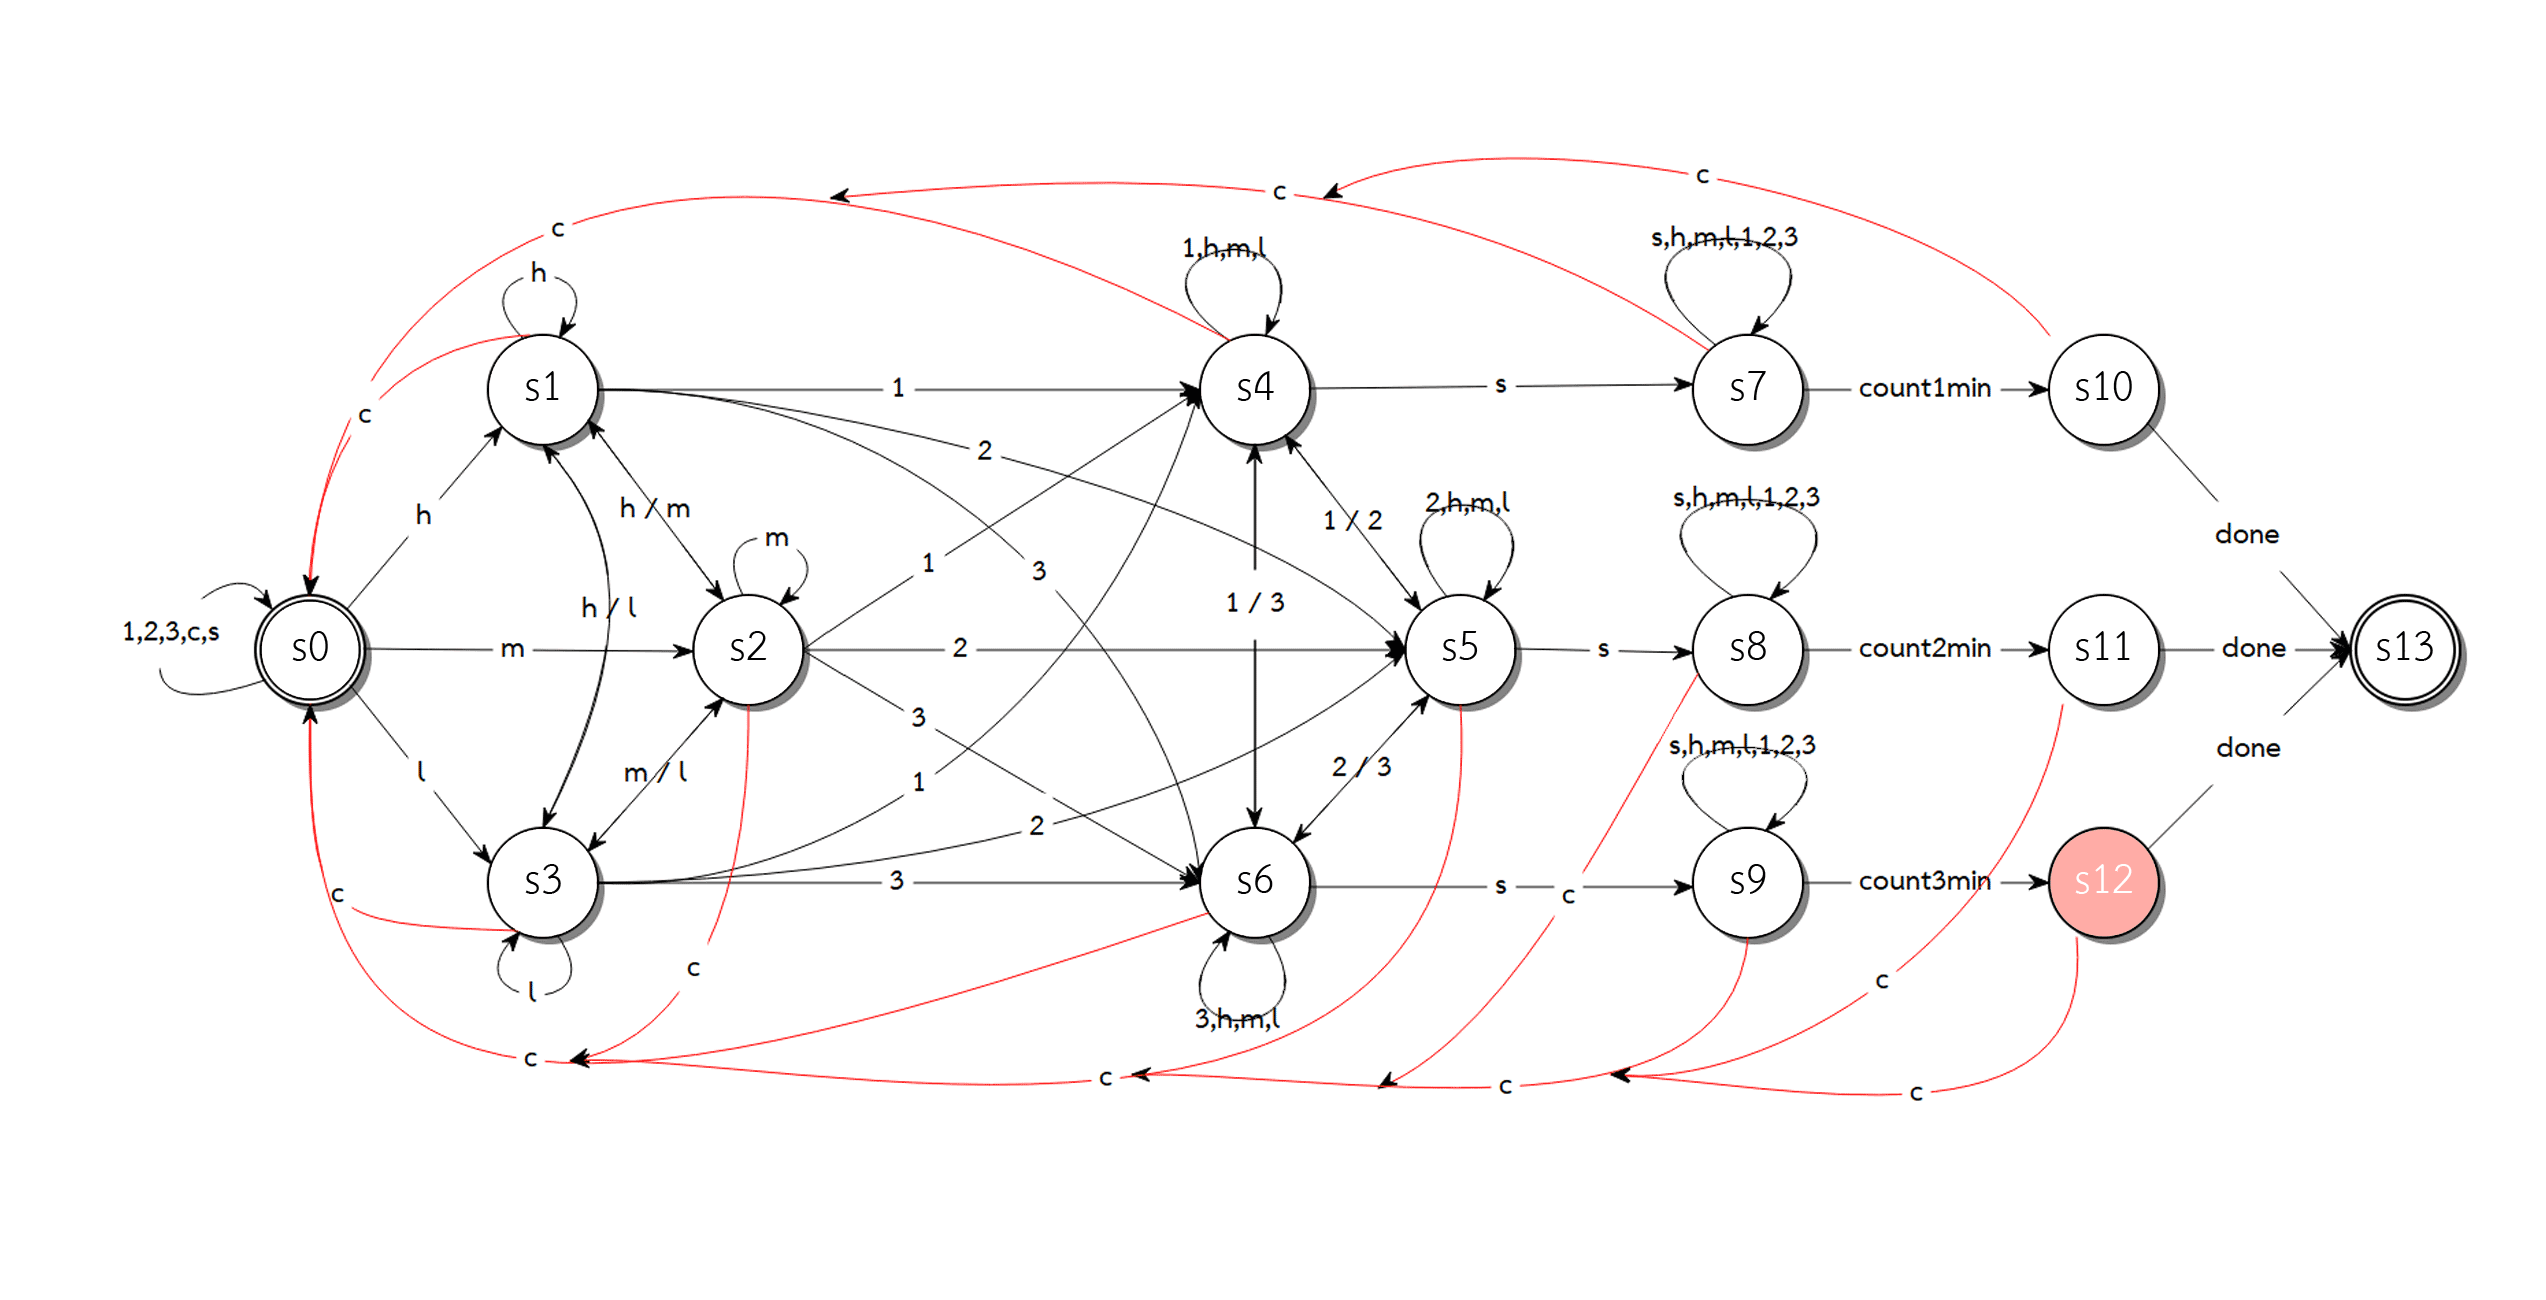 c
c
c
s,h,m,l,1,2,3
1,h,m,l
h
s1
1
s4
s
s7
count1min
s10
c
2
s,h,m,l,1,2,3
2,h,m,l
h
h / m
1 / 2
done
m
1
3
1 / 3
h / l
1,2,3,c,s
s0
m
s2
2
s5
s
s8
count2min
s11
done
s13
3
s,h,m,l,1,2,3
done
l
m / l
1
2 / 3
2
s3
3
s6
s
c
s9
count3min
s12
c
c
c
l
3,h,m,l
c
c
c
c